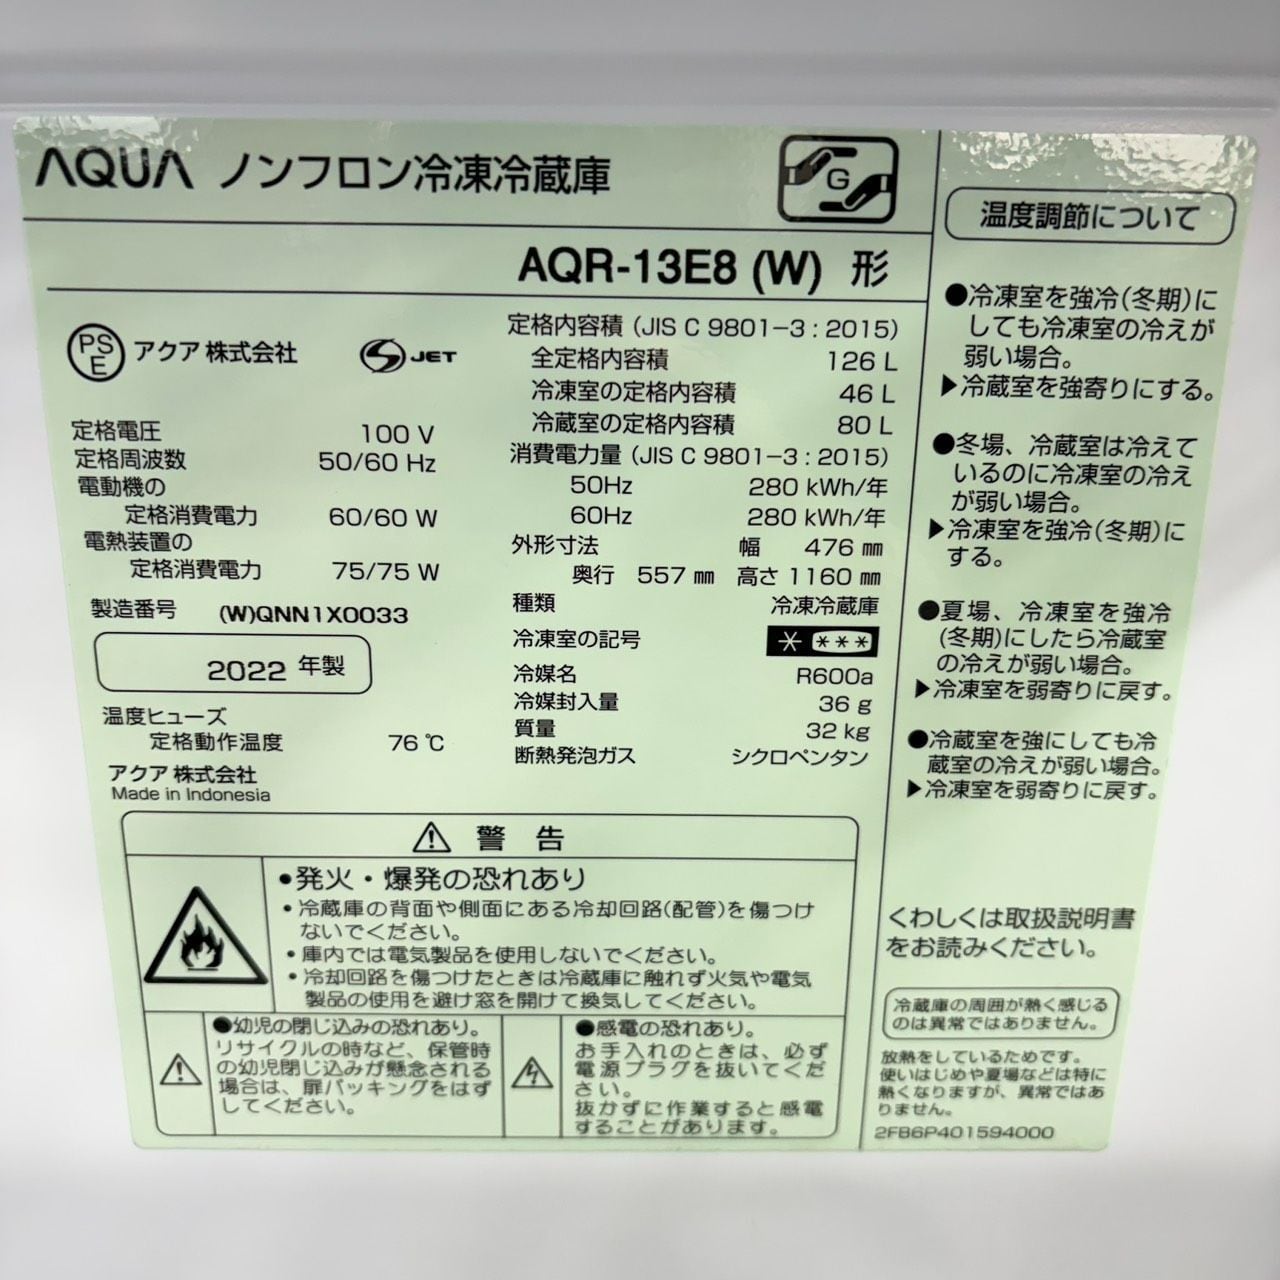 AQUA ノンフロン冷凍冷蔵庫
G
AQR-13E8 (W) 形
PS
E
アクア 株式会社
S JET
定格電圧 100 V
定格周波数 50/60 Hz
電動機の
定格消費電力 60/60 W
電熱装置の
定格消費電力 75/75 W
製造番号 (W)QNN1X0033
2022 年製
温度ヒューズ
定格動作温度 76 ℃
アクア 株式会社
Made in Indonesia
定格内容積 (JIS C 9801-3 : 2015)
全定格内容積 126 L
冷凍室の定格内容積 46 L
冷蔵室の定格内容積 80 L
消費電力量 (JIS C 9801-3 : 2015)
50Hz 280 kWh/年
60Hz 280 kWh/年
外形寸法 幅 476 ㎜
奥行 557 ㎜ 高さ 1160 ㎜
種類 冷凍冷蔵庫
冷凍室の記号 * ***
冷媒名 R600a
冷媒封入量 36 g
質量 32 kg
断熱発泡ガス シクロペンタン
⚠ 警 告
●発火・爆発の恐れあり
・冷蔵庫の背面や側面にある冷却回路(配管)を傷つけ
ないでください。
・庫内では電気製品を使用しないでください。
・冷却回路を傷つけたときは冷蔵庫に触れず火気や電気
製品の使用を避け窓を開けて換気してください。
●幼児の閉じ込みの恐れあり。
リサイクルの時など、保管時
の幼児閉じ込みが懸念される
場合は、扉パッキングをはず
してください。
●感電の恐れあり。
お手入れのときは、必ず
電源プラグを抜いてくだ
さい。
抜かずに作業すると感電
することがあります。
温度調節について
●冷凍室を強冷(冬期)に
しても冷凍室の冷えが
弱い場合。
▶冷蔵室を強寄りにする。
●冬場、冷蔵室は冷えて
いるのに冷凍室の冷え
が弱い場合。
▶冷凍室を強冷(冬期)に
する。
●夏場、冷凍室を強冷
(冬期)にしたら冷蔵室
の冷えが弱い場合。
▶冷凍室を弱寄りに戻す。
●冷蔵室を強にしても冷
蔵室の冷えが弱い場合。
▶冷凍室を弱寄りに戻す。
くわしくは取扱説明書
をお読みください。
冷蔵庫の周囲が熱く感じる
のは異常ではありません。
放熱をしているためです。
使いはじめや夏場などは特に
熱くなりますが、異常ではあ
りません。
2FB6P401594000